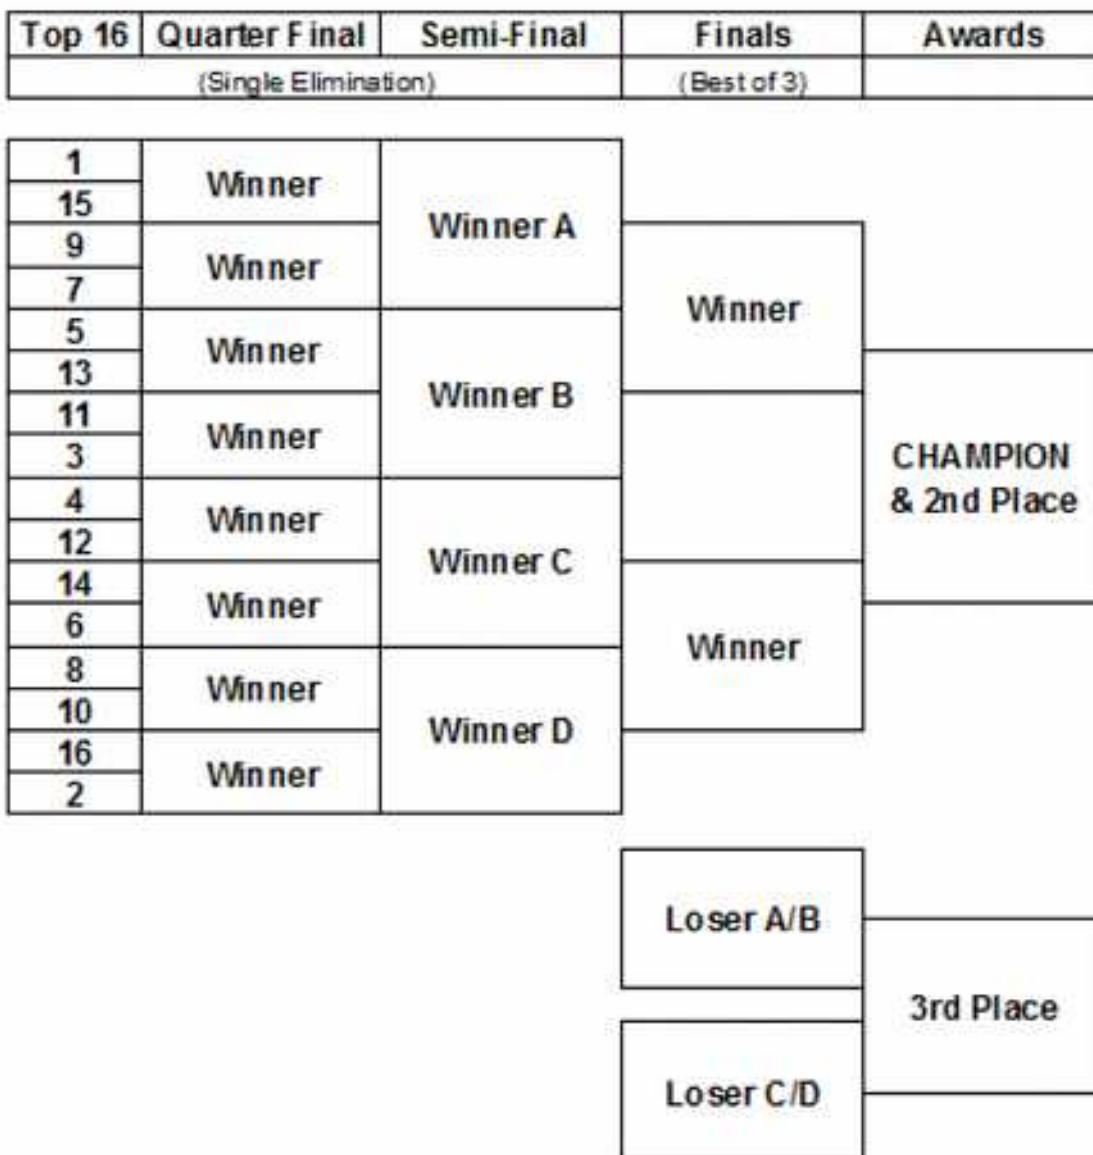 Top 16 Quarter Final Semi-Final Finals Awards
(Single Elimination) (Best of 3)
1
Winner
15
Winner A
9
Winner
7
Winner
5
Winner
13
Winner B
11
Winner
3
CHAMPION
& 2nd Place
4
Winner
12
Winner C
14
Winner
6
Winner
8
Winner
10
Winner D
16
Winner
2
Loser A/B
3rd Place
Loser C/D